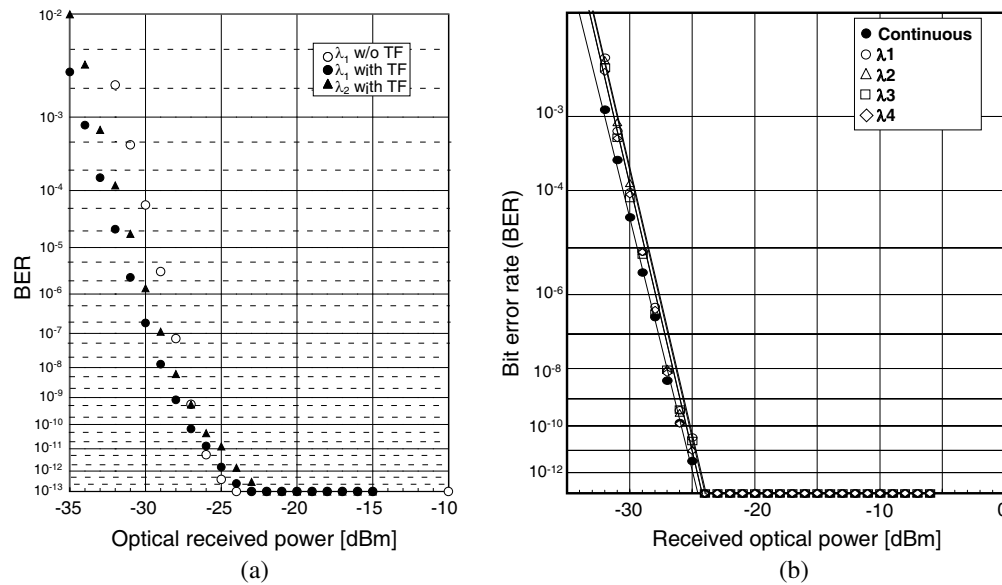 10-2
10-3
10-4
10-5
10-6
10-7
10-8
10-9
10-10
10-11
10-12
10-13
BER
λ1 w/o TF
λ1 with TF
λ2 with TF
-35 -30 -25 -20 -15 -10
Optical received power [dBm]
(a)
10-3
10-4
10-6
10-8
10-10
10-12
Bit error rate (BER)
Continuous
λ1
λ2
λ3
λ4
-30 -20 -10 0
Received optical power [dBm]
(b)